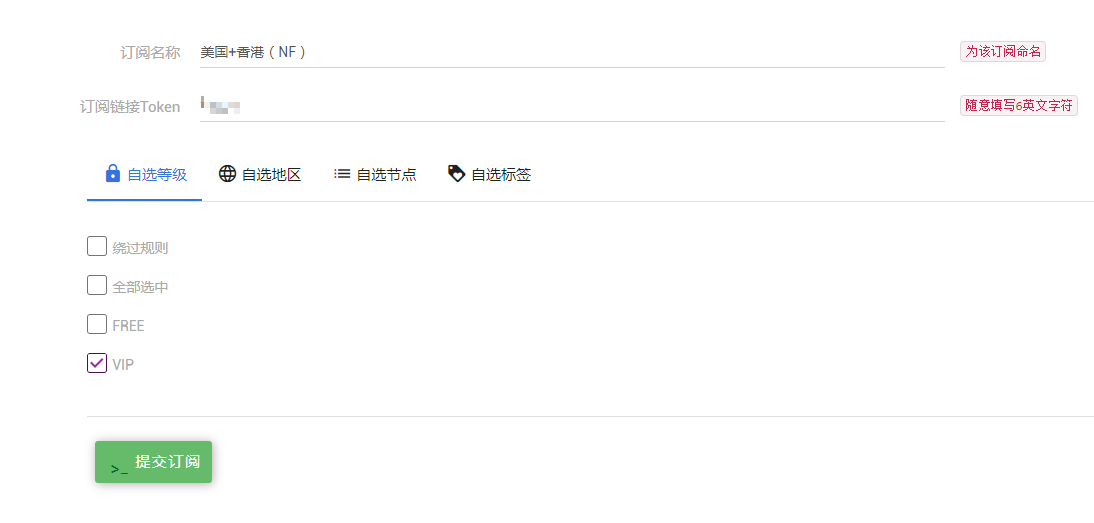 订阅名称 美国+香港（NF） 为该订阅命名
订阅链接Token 随意填写6英文字符
自选等级 自选地区 自选节点 自选标签
绕过规则
全部选中
FREE
VIP
>_ 提交订阅